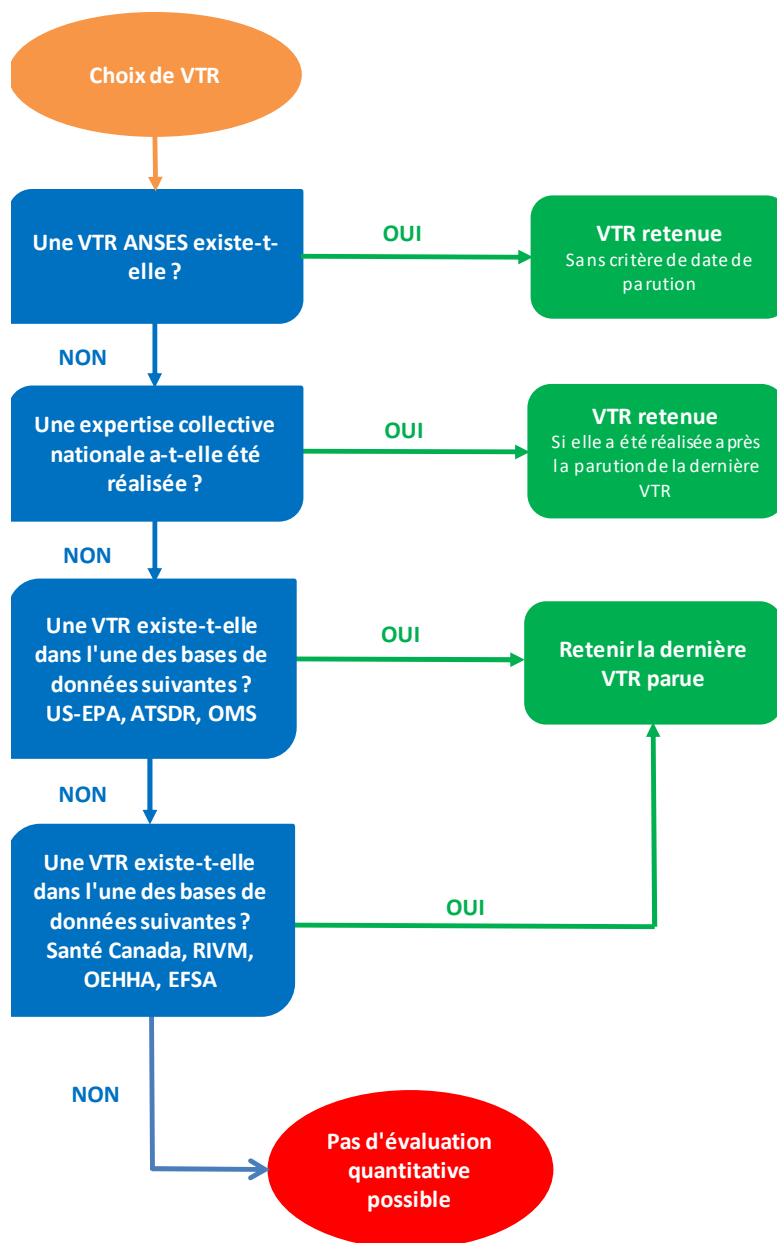 Choix de VTR
Une VTR ANSES existe-t-
elle ?
OUI
VTR retenue
Sans critère de date de
parution
NON
Une expertise collective
nationale a-t-elle été
réalisée ?
OUI
VTR retenue
Si elle a été réalisée après
la parution de la dernière
VTR
NON
Une VTR existe-t-elle
dans l'une des bases de
données suivantes ?
US-EPA, ATSDR, OMS
OUI
Retenir la dernière
VTR parue
NON
Une VTR existe-t-elle
dans l'une des bases de
données suivantes ?
Santé Canada, RIVM,
OEHHA, EFSA
OUI
NON
Pas d'évaluation
quantitative
possible